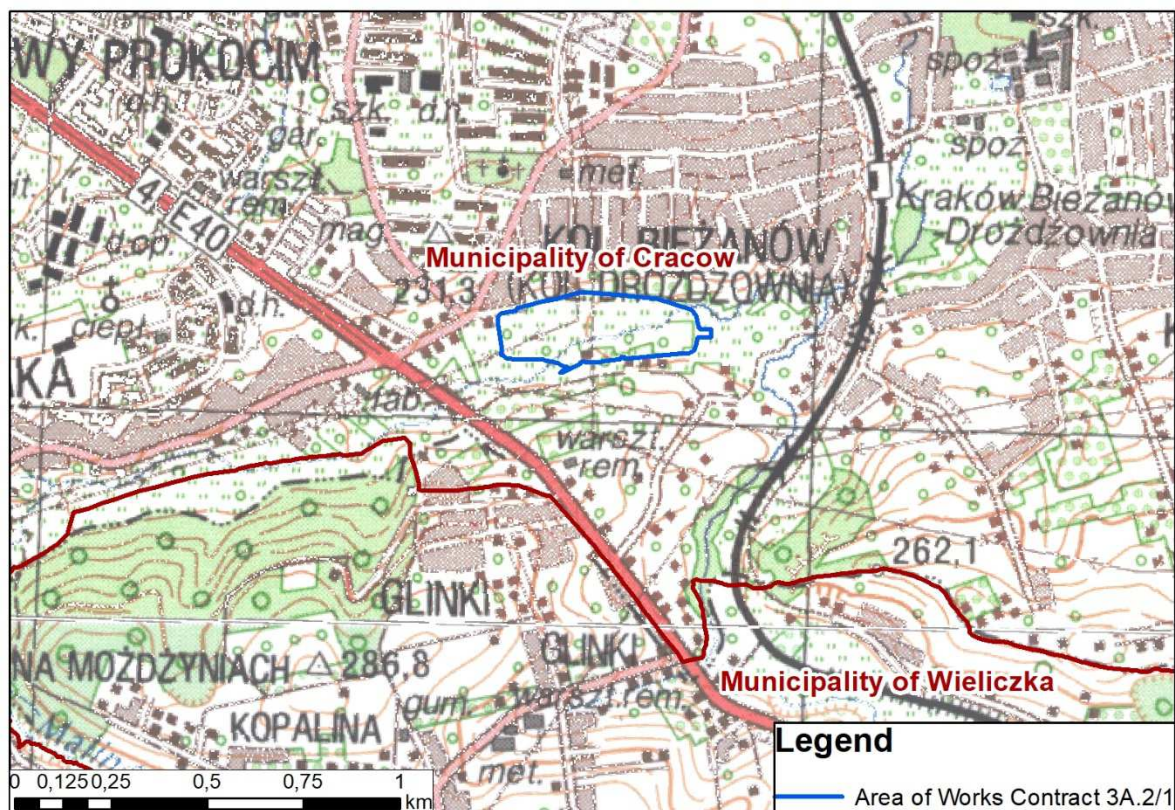 WY PROKOCIM
szk.
spoż.
d.h.
szk.
d.h.
gar.
warszt.
rem.
met.
spoż.
4
E40
mag.
Kraków Bieżanów
-Drożdżownia
d.op.
KOL. BIEŻANÓW
Municipality of Cracow
231,3
(KOL. DROŻDŻOWNIA)
d.h.
ciepł.
AKA
fab.
warszt.
rem.
262,1
GLINKI
GLINKI
NA MOŻDŻYNIACH
286,8
Municipality of Wieliczka
warszt.rem.
KOPALINA
gum.
met.
Legend
0 0,125 0,25 0,5 0,75 1
km
Area of Works Contract 3A.2/1